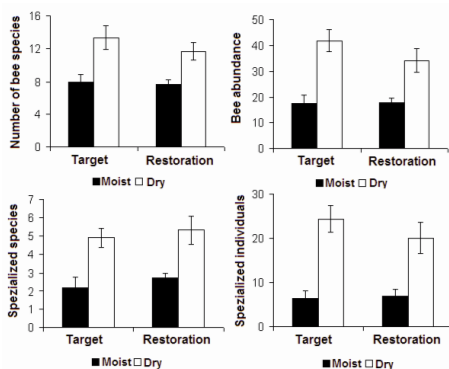 Number of bee species
16
12
8
4
0
Target Restoration
Moist Dry
Bee abundance
50
40
30
20
10
0
Target Restoration
Moist Dry
Spezialized species
7
6
5
4
3
2
1
0
Target Restoration
Moist Dry
Spezialized individuals
30
20
10
0
Target Restoration
Moist Dry